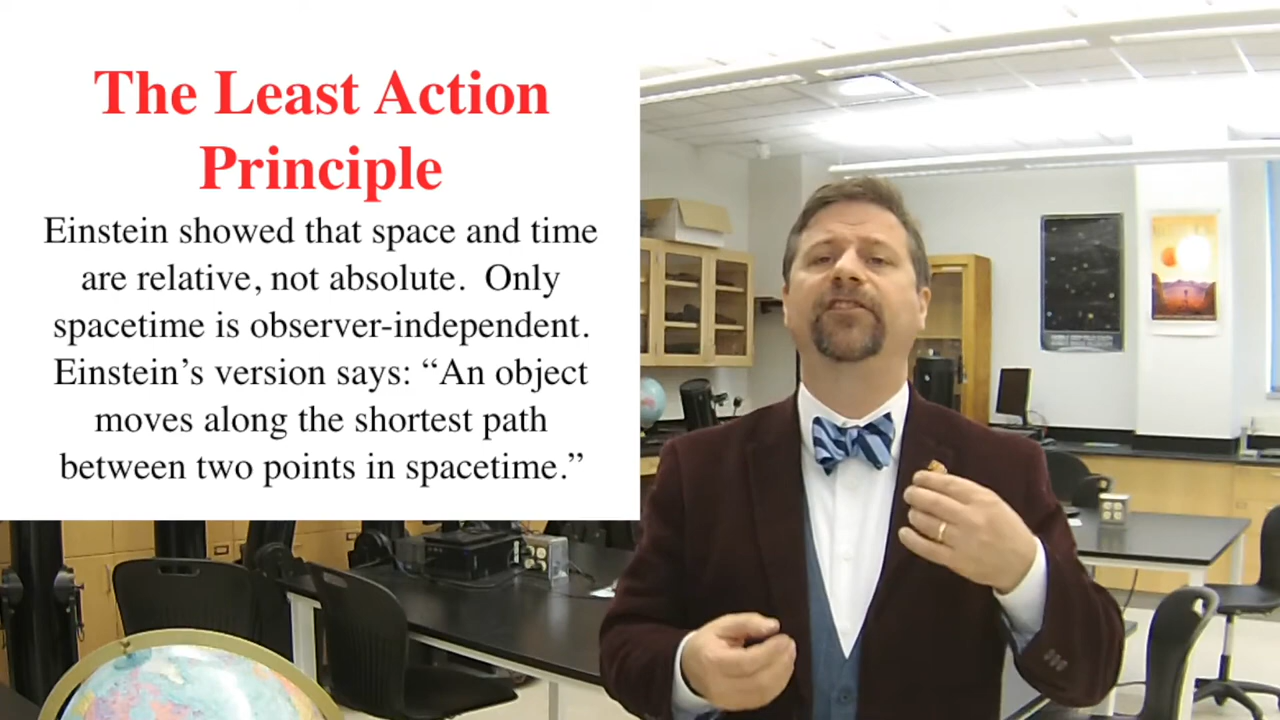 The Least Action
Principle
Einstein showed that space and time
are relative, not absolute.  Only
spacetime is observer-independent.
Einstein’s version says: “An object
moves along the shortest path
between two points in spacetime.”